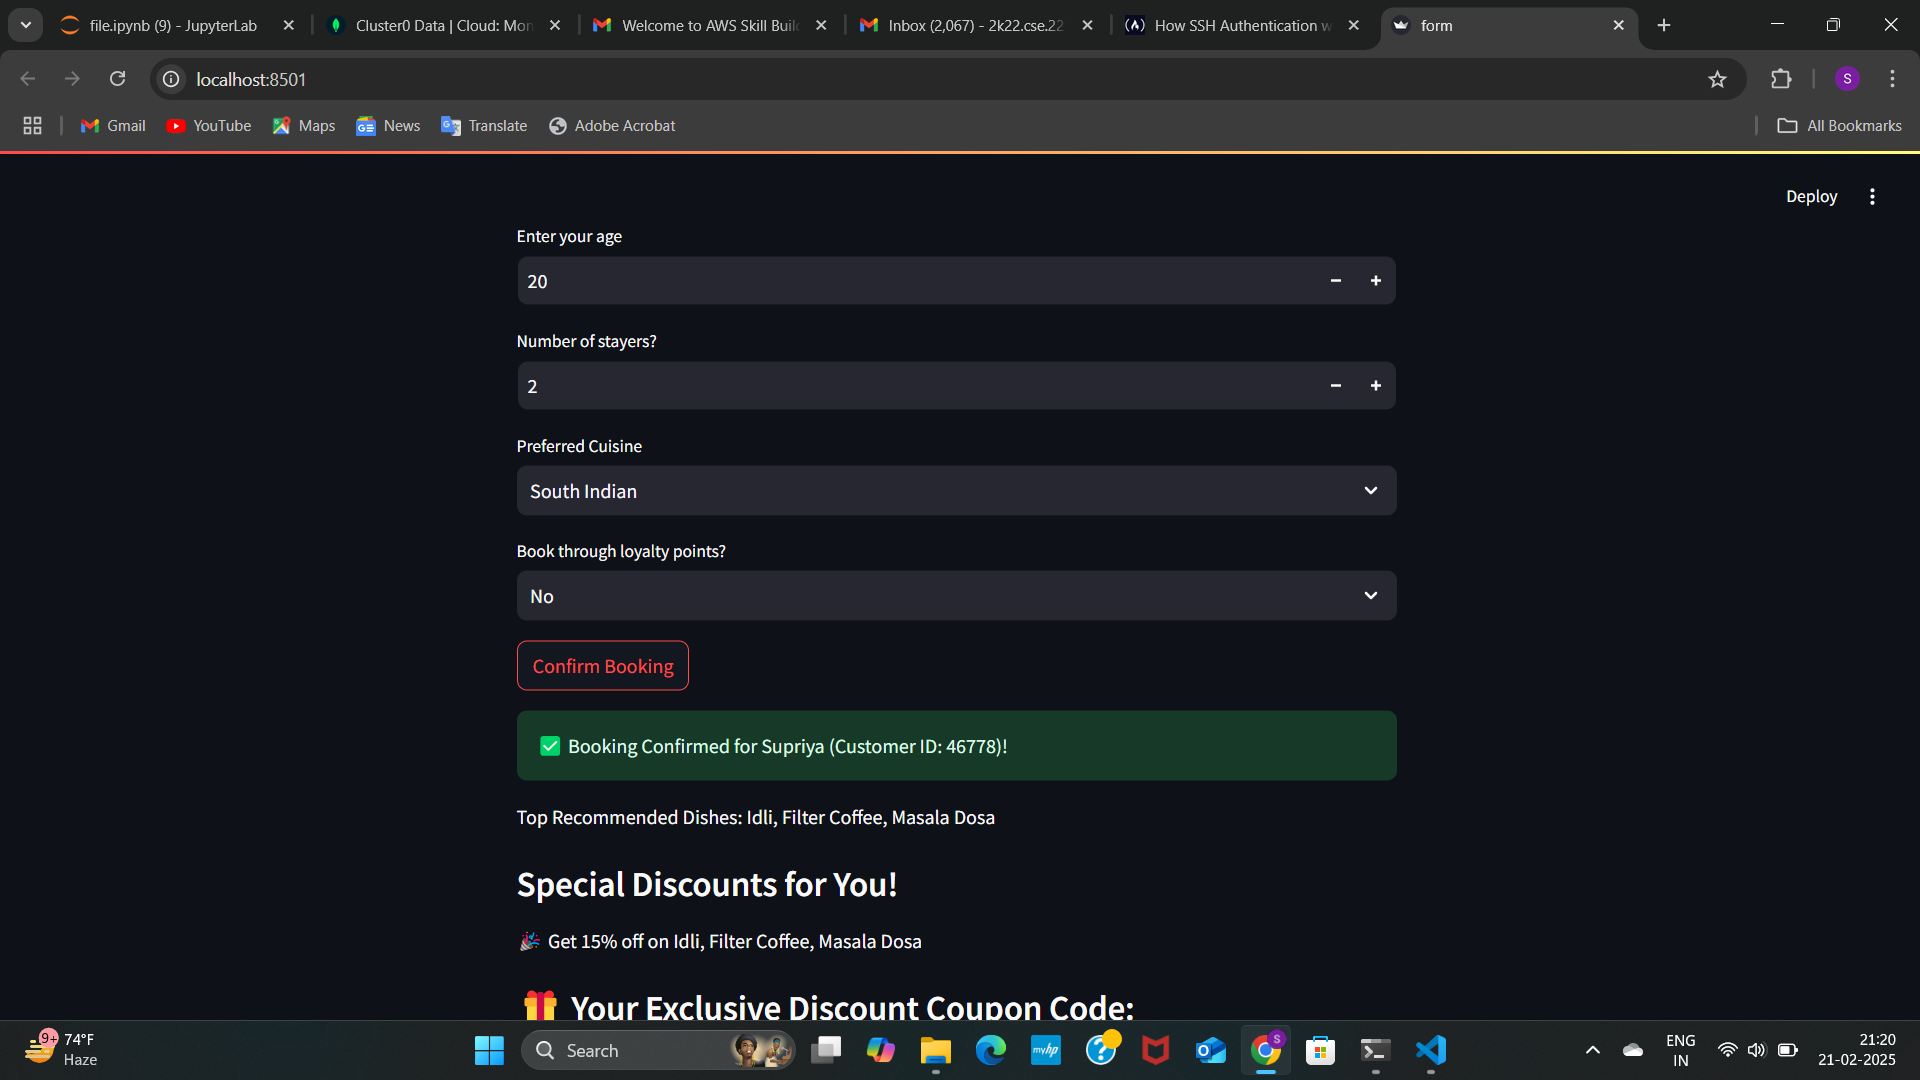 file.ipynb (9) - JupyterLab
Cluster0 Data | Cloud: Mon
Welcome to AWS Skill Buil
Inbox (2,067) - 2k22.cse.22
How SSH Authentication w
form
localhost:8501
S
Gmail
YouTube
Maps
News
Translate
Adobe Acrobat
All Bookmarks
Deploy
Enter your age
20
Number of stayers?
2
Preferred Cuisine
South Indian
Book through loyalty points?
No
Confirm Booking
Booking Confirmed for Supriya (Customer ID: 46778)!
Top Recommended Dishes: Idli, Filter Coffee, Masala Dosa
Special Discounts for You!
Get 15% off on Idli, Filter Coffee, Masala Dosa
Your Exclusive Discount Coupon Code:
9+
74°F
Haze
Search
myhp
S
ENG
IN
21:20
21-02-2025